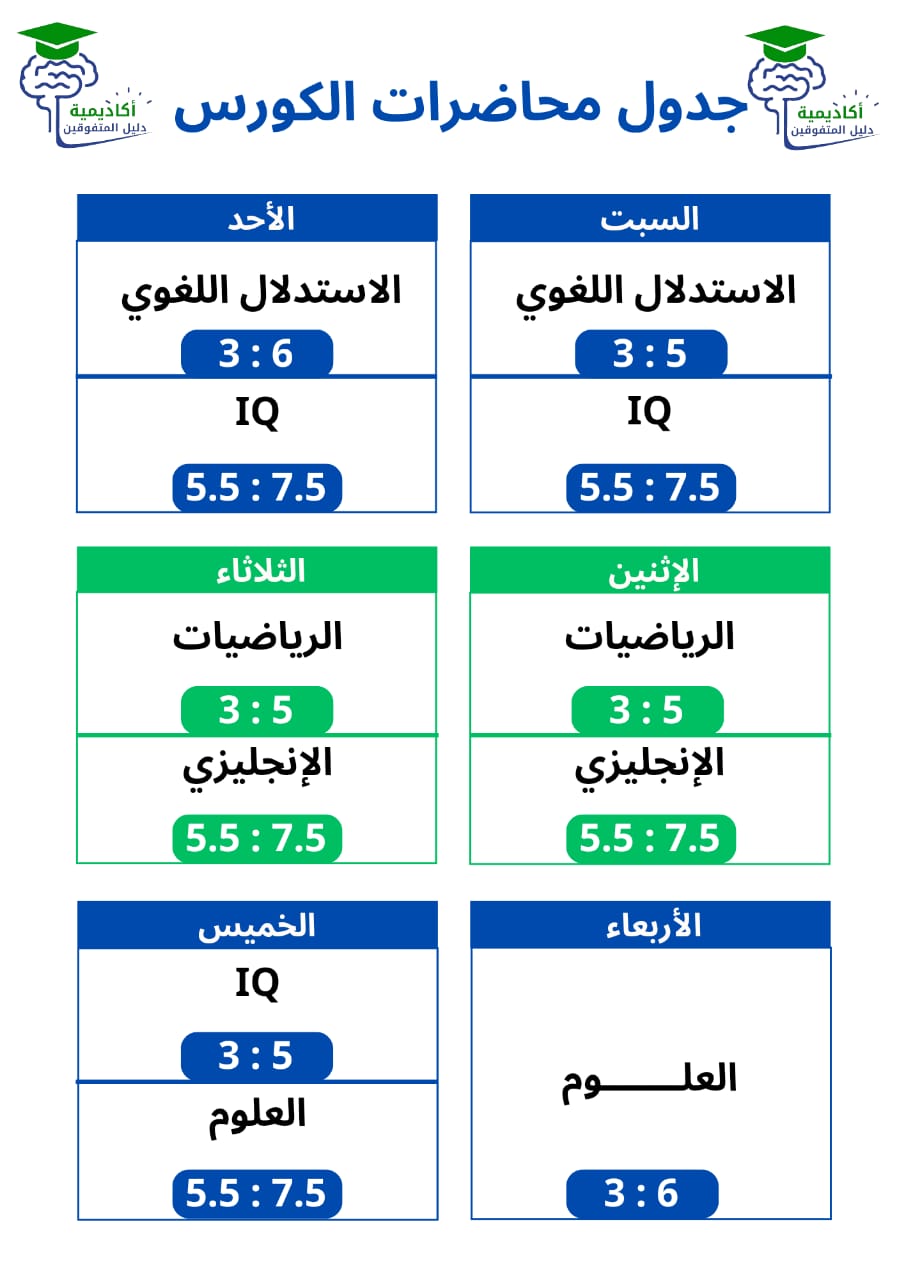 أكاديمية
دليل المتفوقين
جدول محاضرات الكورس
أكاديمية
دليل المتفوقين
السبت
الاستدلال اللغوي
3 : 5
IQ
5.5 : 7.5
الأحد
الاستدلال اللغوي
3 : 6
IQ
5.5 : 7.5
الإثنين
الرياضيات
3 : 5
الإنجليزي
5.5 : 7.5
الثلاثاء
الرياضيات
3 : 5
الإنجليزي
5.5 : 7.5
الأربعاء
العلـــــــوم
3 : 6
الخميس
IQ
3 : 5
العلوم
5.5 : 7.5